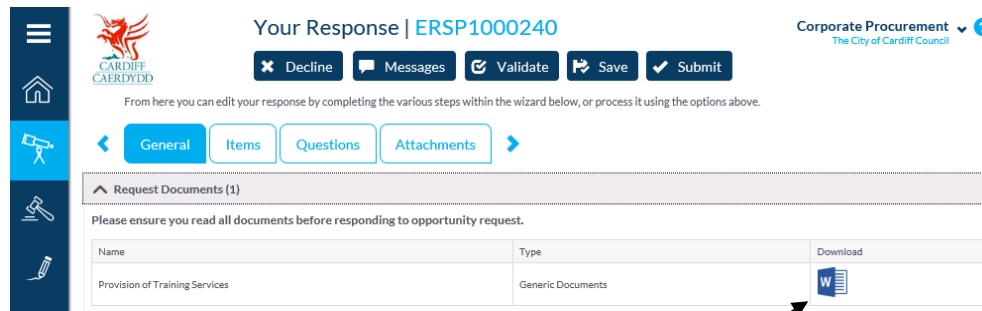 Your Response | ERSP1000240
Corporate Procurement
The City of Cardiff Council
CARDIFF
CAERDYDD
Decline Messages Validate Save Submit
From here you can edit your response by completing the various steps within the wizard below, or process it using the options above.
General Items Questions Attachments
Request Documents (1)
Please ensure you read all documents before responding to opportunity request.
Name Type Download
Provision of Training Services Generic Documents W